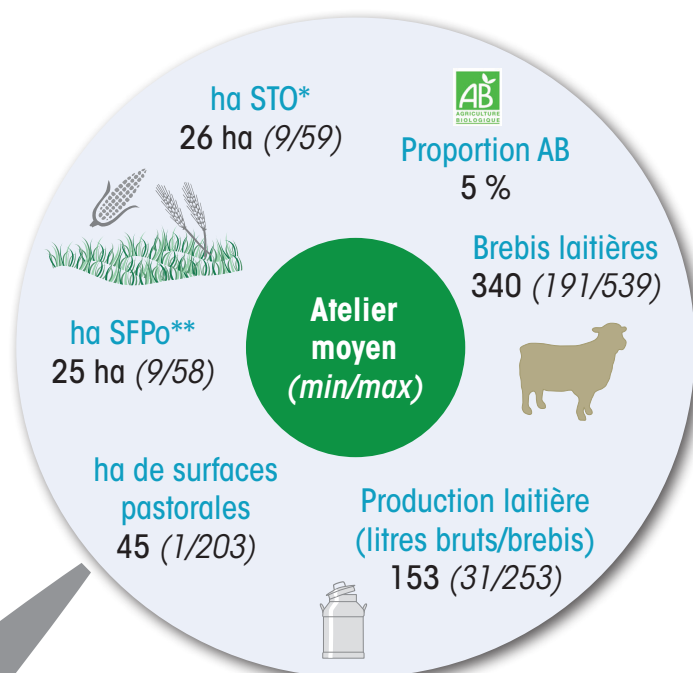 ha STO*
26 ha (9/59)
AB
AGRICULTURE
BIOLOGIQUE
Proportion AB
5 %
Brebis laitières
340 (191/539)
Atelier
moyen
(min/max)
ha SFPo**
25 ha (9/58)
ha de surfaces
pastorales
45 (1/203)
Production laitière
(litres bruts/brebis)
153 (31/253)